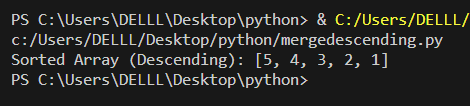 PS C:\Users\DELLL\Desktop\python> & C:/Users/DELLL/
c:/Users/DELLL/Desktop/python/mergedescending.py
Sorted Array (Descending): [5, 4, 3, 2, 1]
PS C:\Users\DELLL\Desktop\python>